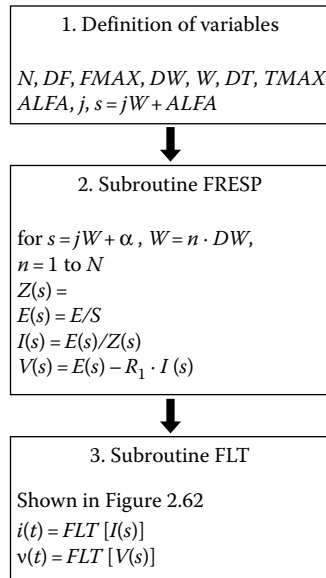 1. Definition of variables
N, DF, FMAX, DW, W, DT, TMAX
ALFA, j, s = jW + ALFA
2. Subroutine FRESP
for s = jW + α , W = n · DW,
n = 1 to N
Z(s) =
E(s) = E/S
I(s) = E(s)/Z(s)
V(s) = E(s) – R₁ · I (s)
3. Subroutine FLT
Shown in Figure 2.62
i(t) = FLT [I(s)]
ν(t) = FLT [V(s)]